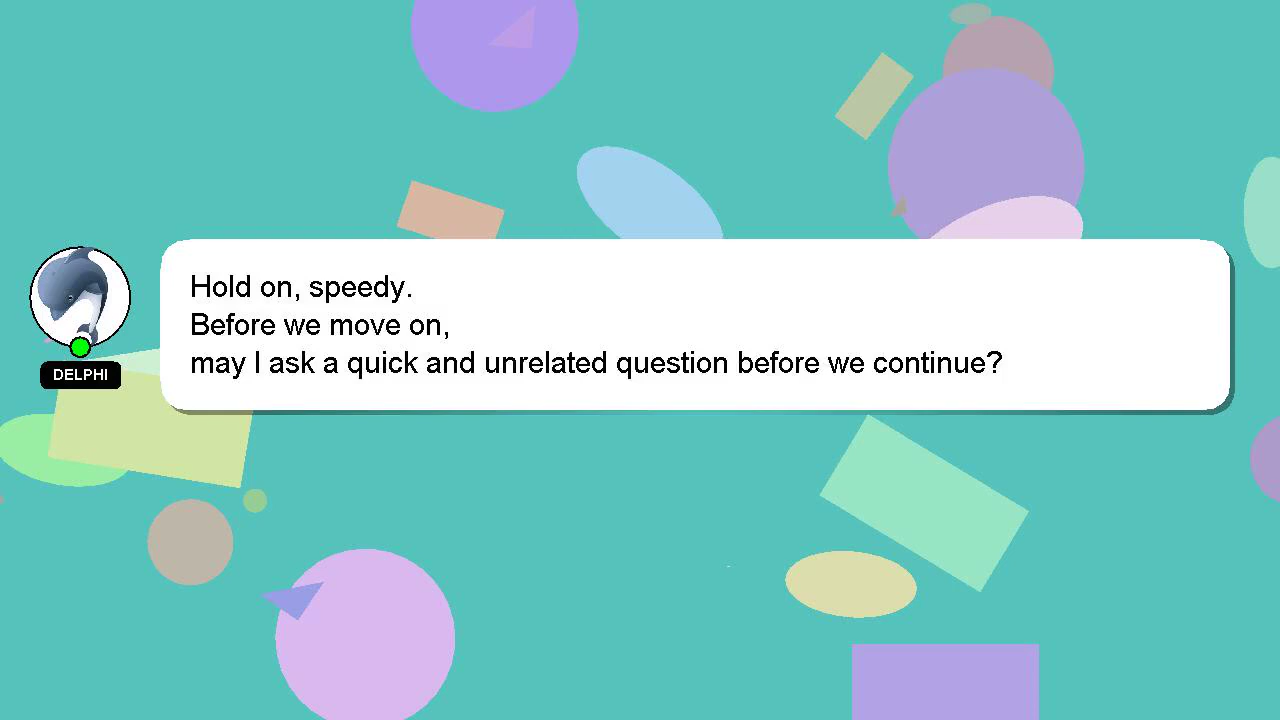 Hold on, speedy.
Before we move on,
may I ask a quick and unrelated question before we continue?
DELPHI